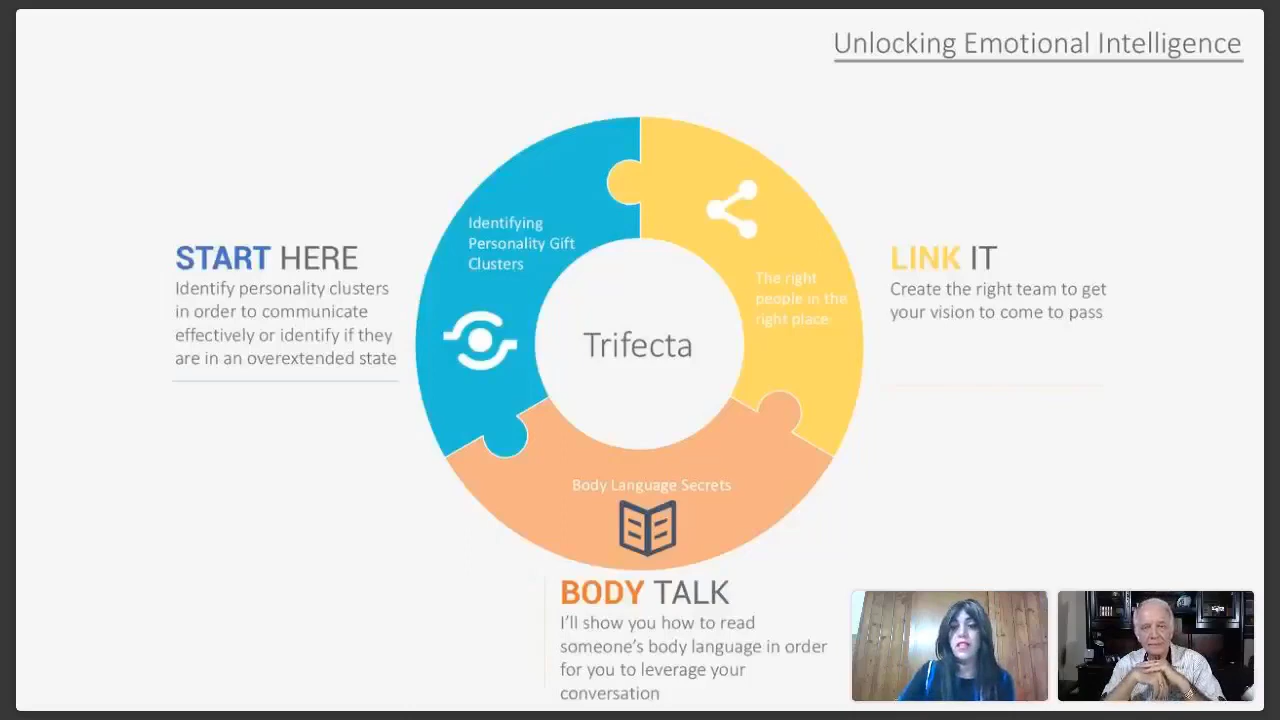 Unlocking Emotional Intelligence
Identifying
Personality Gift
Clusters
The right
people in the
right place
START HERE
Identify personality clusters
in order to communicate
effectively or identify if they
are in an overextended state
LINK IT
Create the right team to get
your vision to come to pass
Trifecta
Body Language Secrets
BODY TALK
I'll show you how to read
someone's body language in order
for you to leverage your
conversation